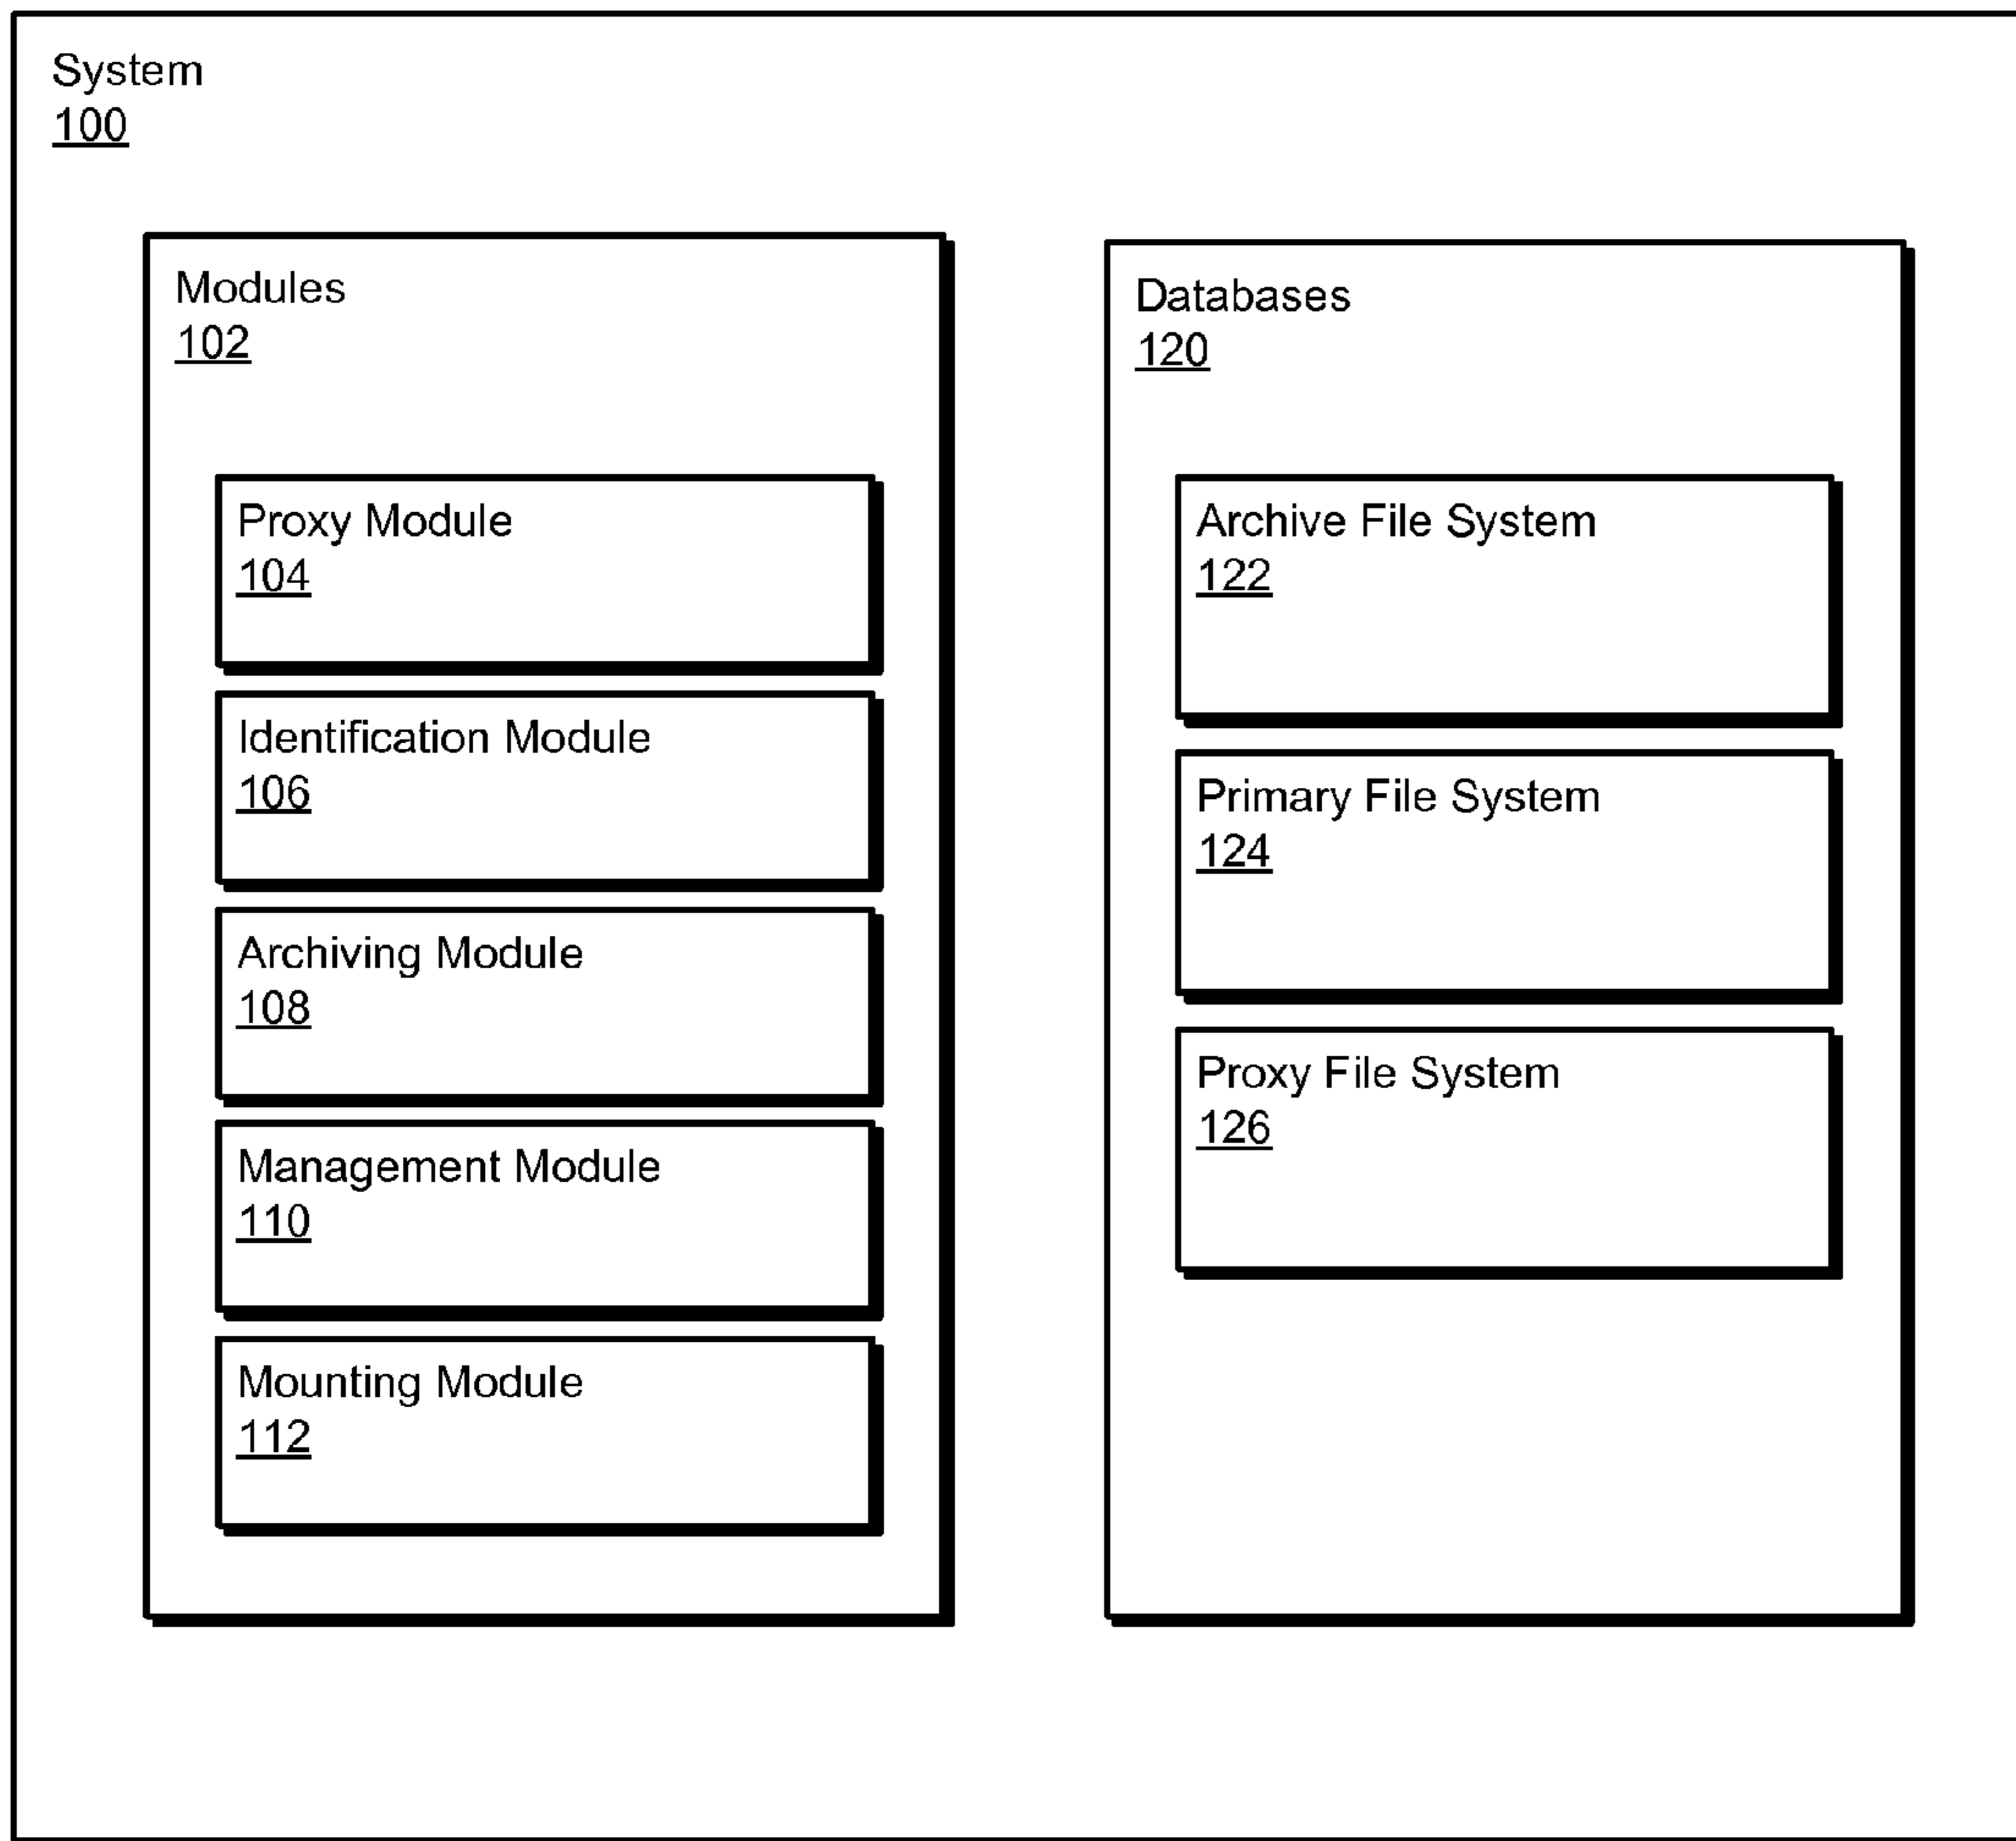 System
100
Modules
102
Proxy Module
104
Identification Module
106
Archiving Module
108
Management Module
110
Mounting Module
112
Databases
120
Archive File System
122
Primary File System
124
Proxy File System
126